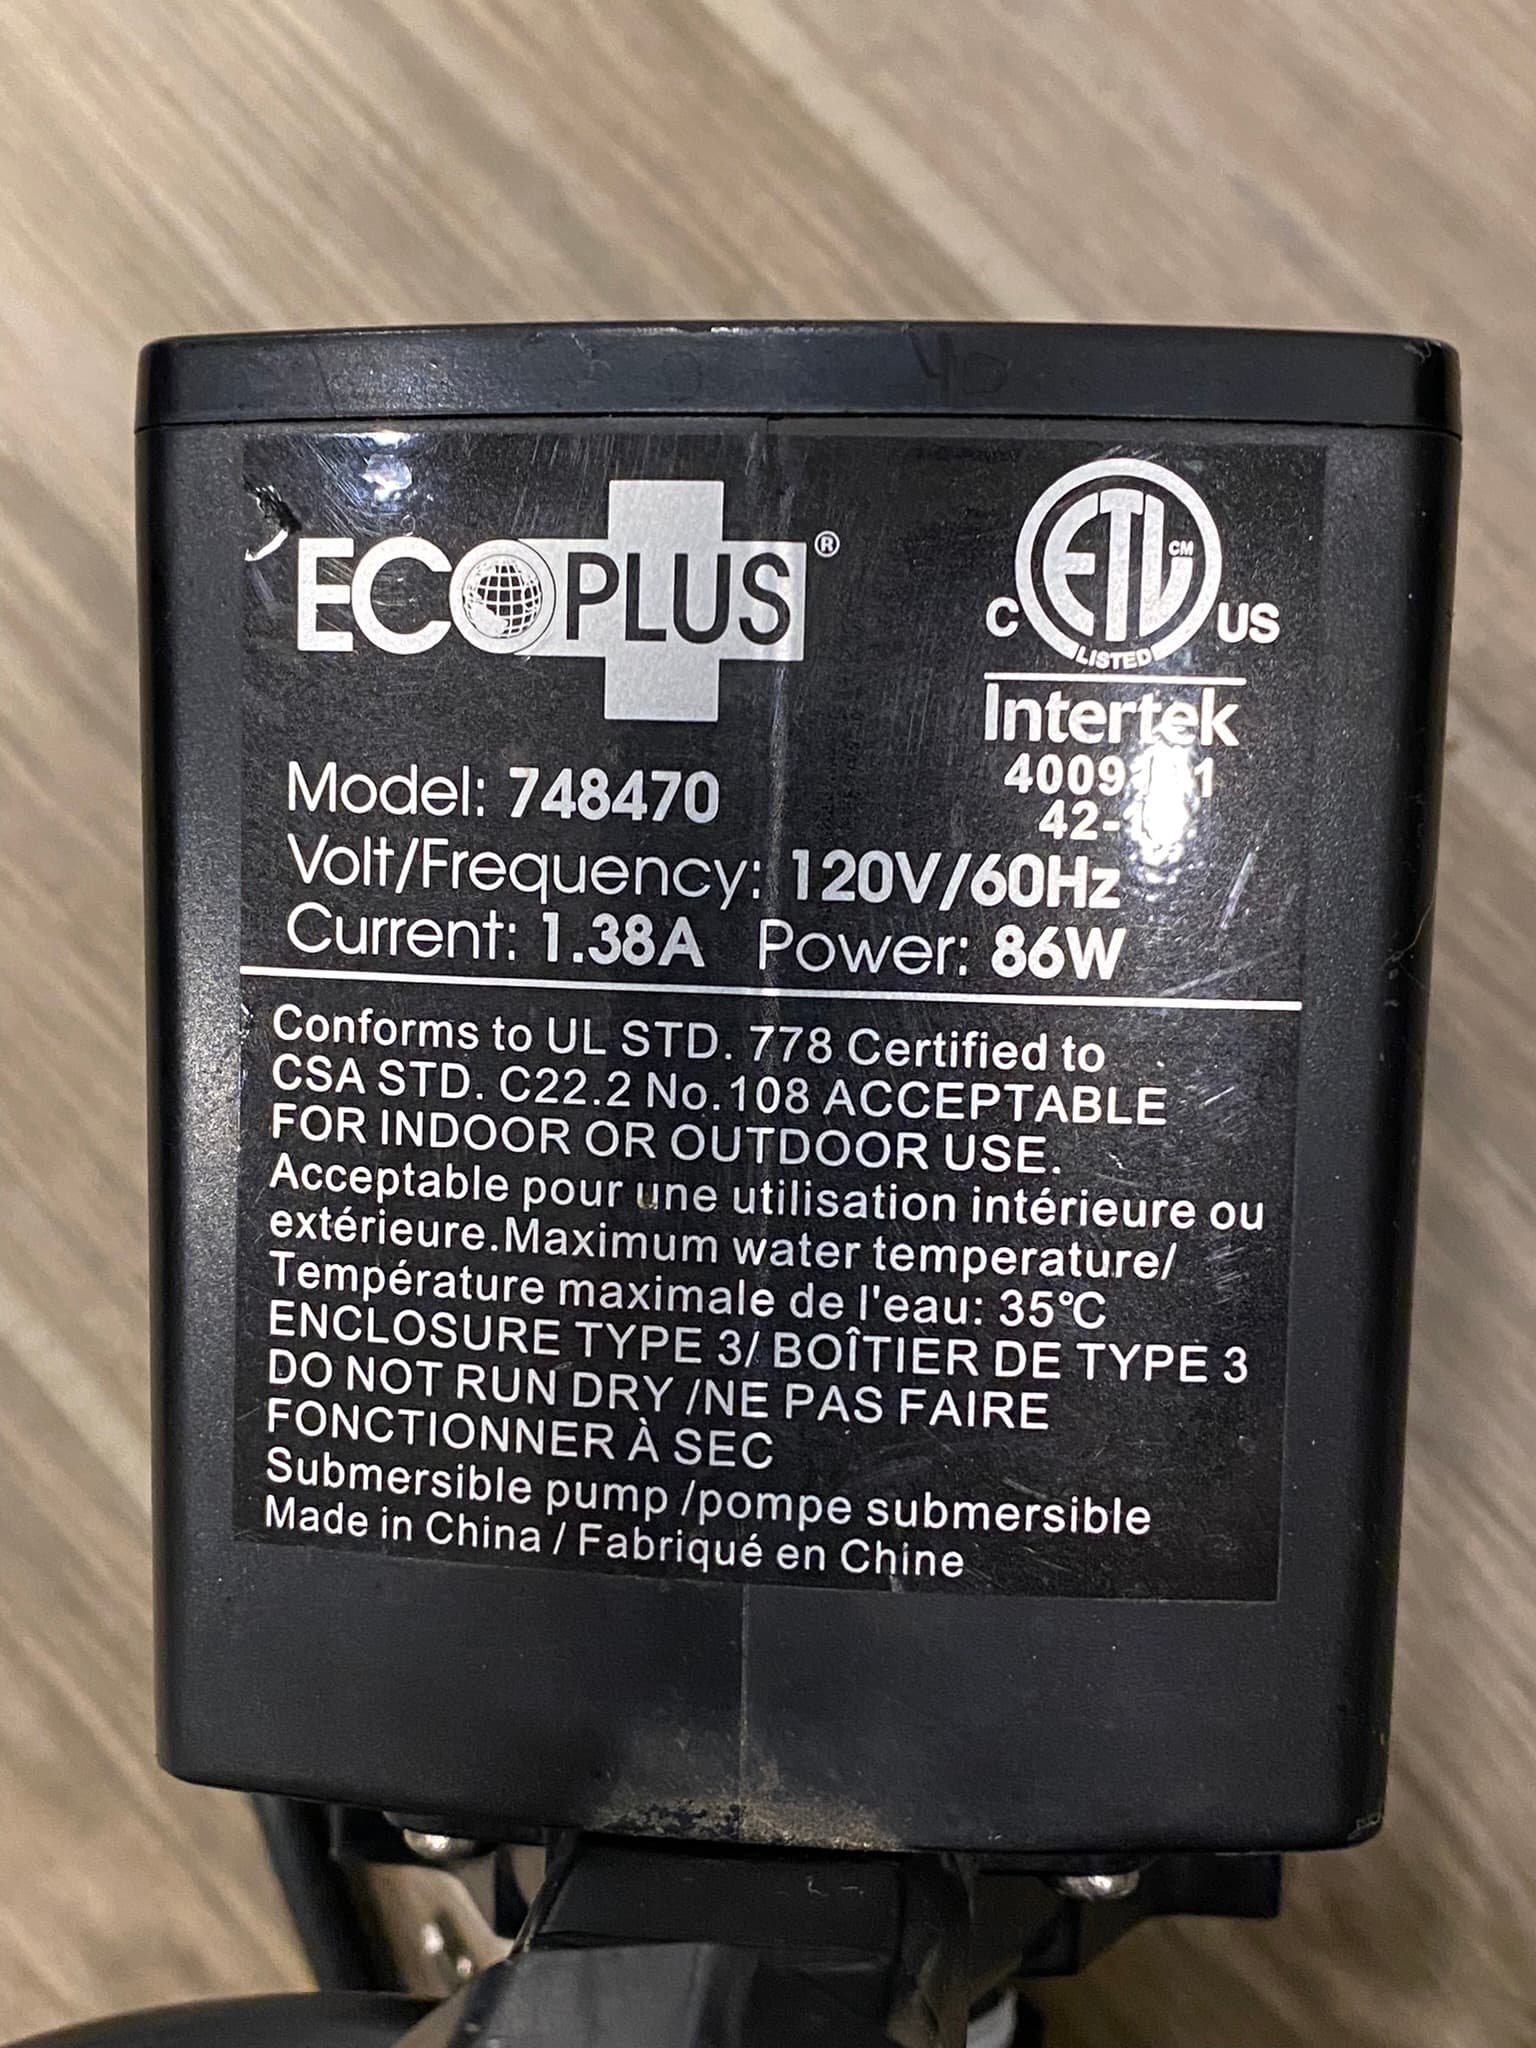 ECOPLUS®
C ETL CM US
LISTED
Intertek
Model: 748470
Volt/Frequency: 120V/60Hz
Current: 1.38A Power: 86W
Conforms to UL STD. 778 Certified to
CSA STD. C22.2 No.108 ACCEPTABLE
FOR INDOOR OR OUTDOOR USE.
Acceptable pour une utilisation intérieure ou
extérieure.Maximum water temperature/
Température maximale de l'eau: 35°C
ENCLOSURE TYPE 3/ BOÎTIER DE TYPE 3
DO NOT RUN DRY /NE PAS FAIRE
FONCTIONNER À SEC
Submersible pump /pompe submersible
Made in China / Fabriqué en Chine